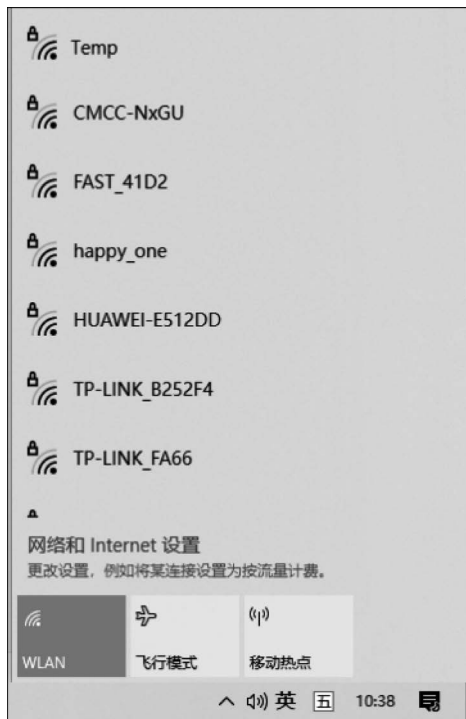 Temp
CMCC-NxGU
FAST_41D2
happy_one
HUAWEI-E512DD
TP-LINK_B252F4
TP-LINK_FA66
网络和 Internet 设置
更改设置，例如将某连接设置为按流量计费。
WLAN 飞行模式 移动热点
英 五 10:38